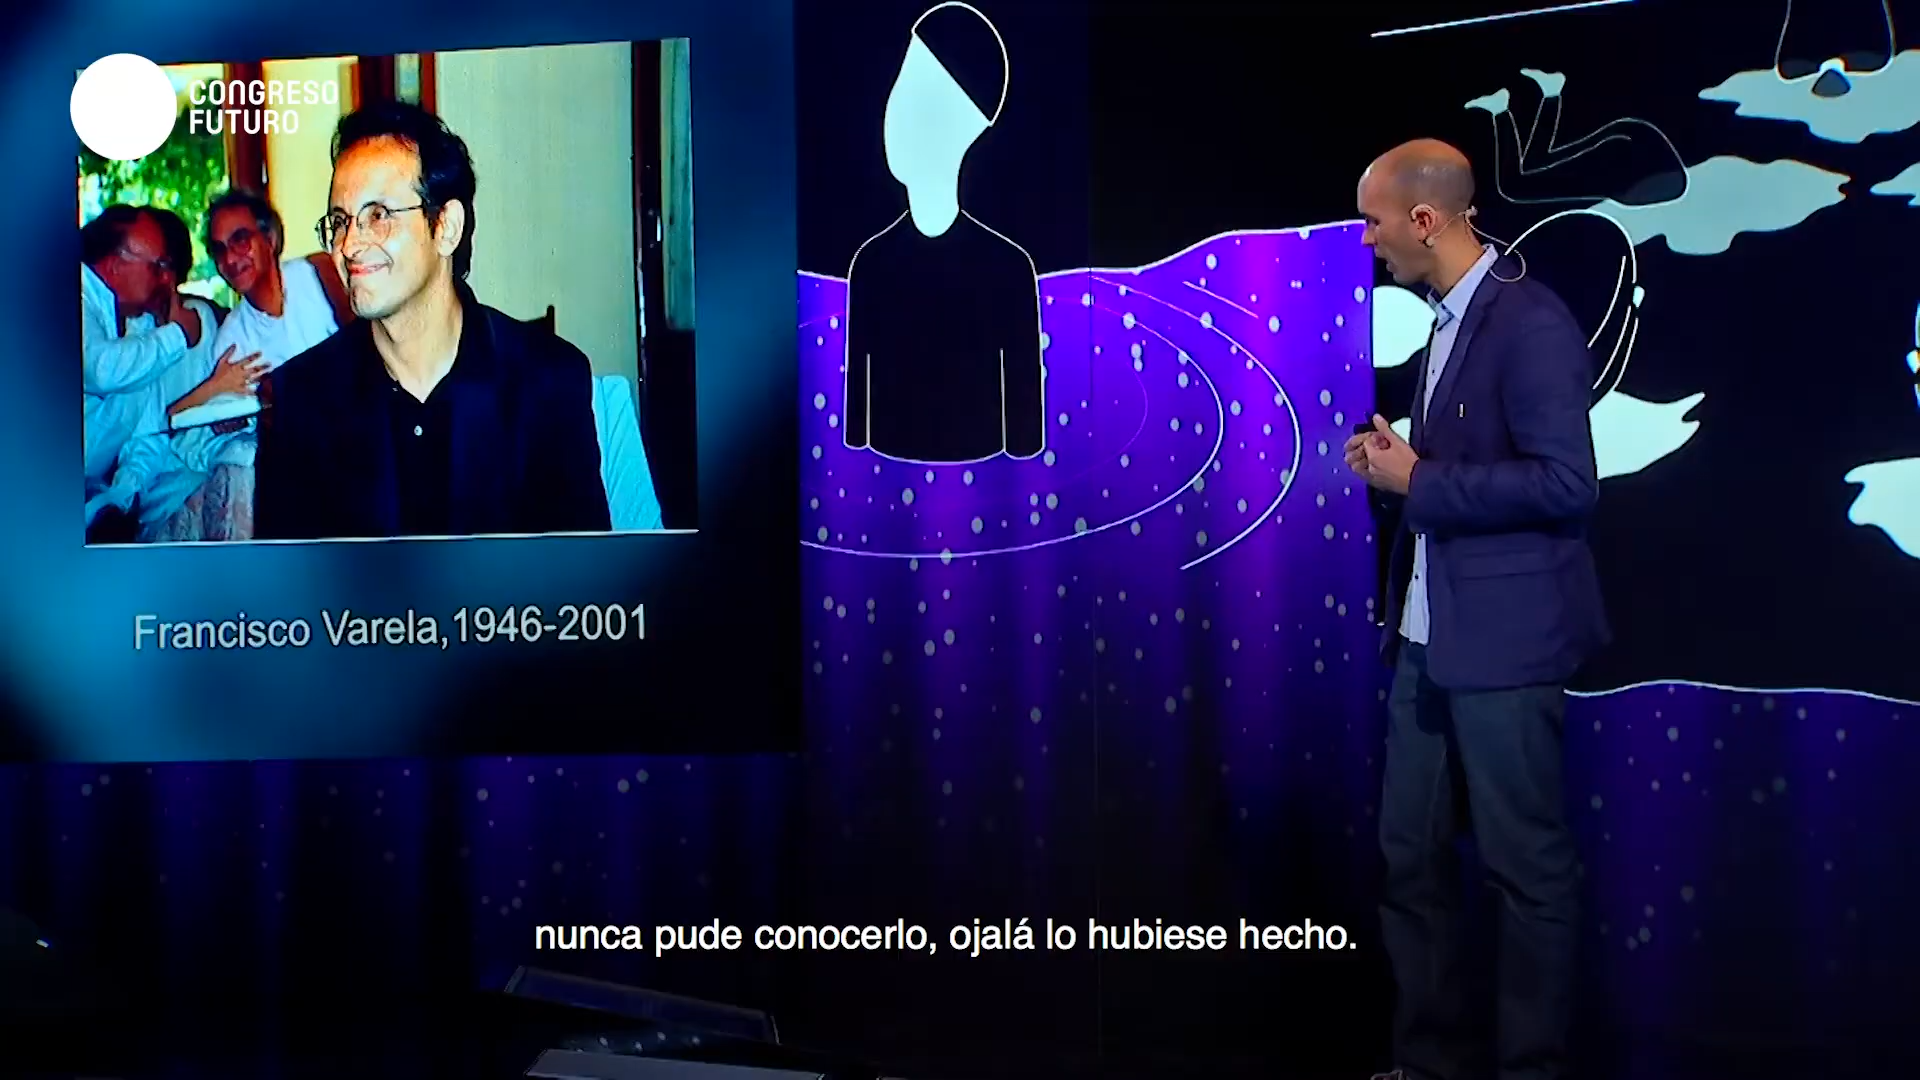 CONGRESO
FUTURO
Francisco Varela,1946-2001
nunca pude conocerlo, ojalá lo hubiese hecho.